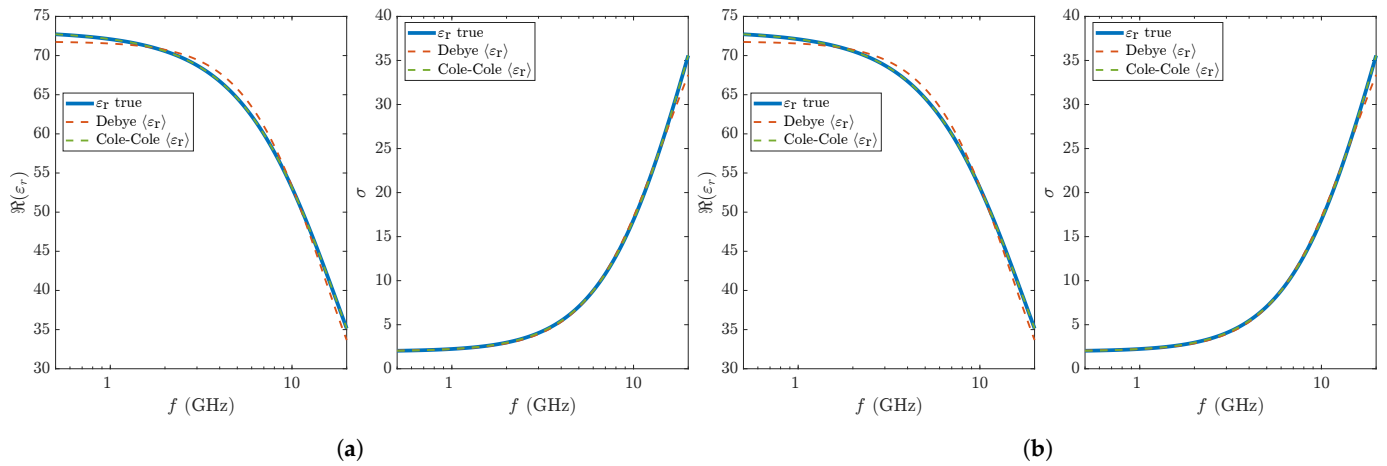 75
70
65
60
55
50
45
40
35
30
ℜ(εr)
εr true
Debye ⟨εr⟩
Cole-Cole ⟨εr⟩
1
10
f (GHz)
40
35
30
25
20
15
10
5
0
σ
εr true
Debye ⟨εr⟩
Cole-Cole ⟨εr⟩
1
10
f (GHz)
(a)
75
70
65
60
55
50
45
40
35
30
ℜ(εr)
εr true
Debye ⟨εr⟩
Cole-Cole ⟨εr⟩
1
10
f (GHz)
40
35
30
25
20
15
10
5
0
σ
εr true
Debye ⟨εr⟩
Cole-Cole ⟨εr⟩
1
10
f (GHz)
(b)